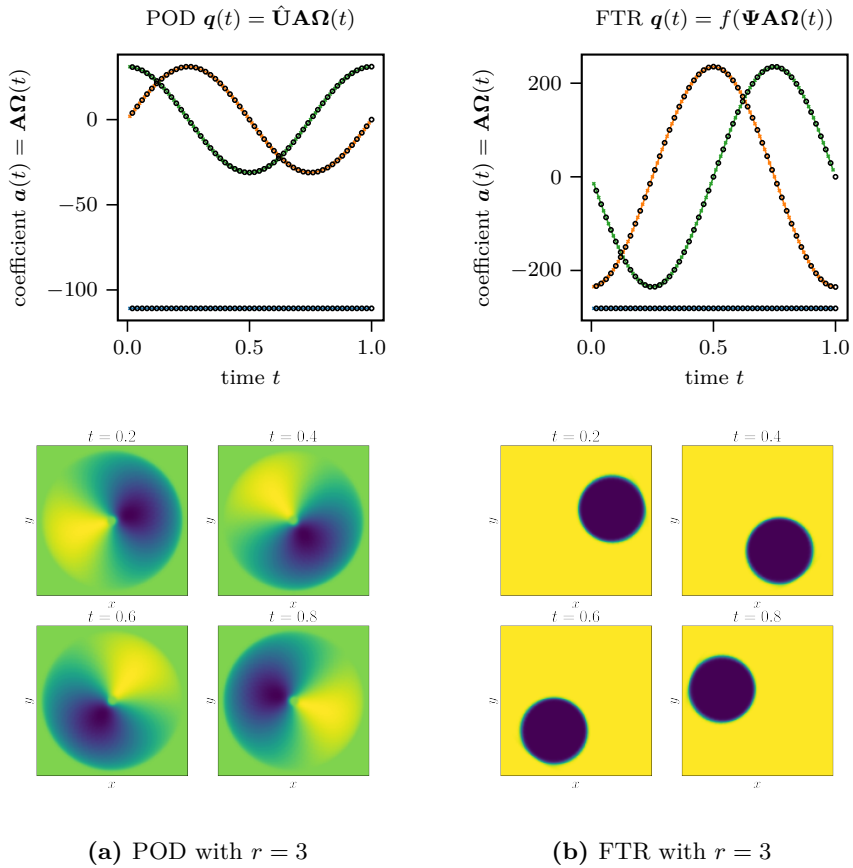 POD q(t) = ÛAΩ(t)
coefficient a(t) = AΩ(t)
0
−50
−100
0.0 0.5 1.0
time t
FTR q(t) = f(ΨAΩ(t))
coefficient a(t) = AΩ(t)
200
0
−200
0.0 0.5 1.0
time t
t = 0.2
y
x
t = 0.4
y
x
t = 0.6
y
x
t = 0.8
y
x
t = 0.2
y
x
t = 0.4
y
x
t = 0.6
y
x
t = 0.8
y
x
(a) POD with r = 3
(b) FTR with r = 3